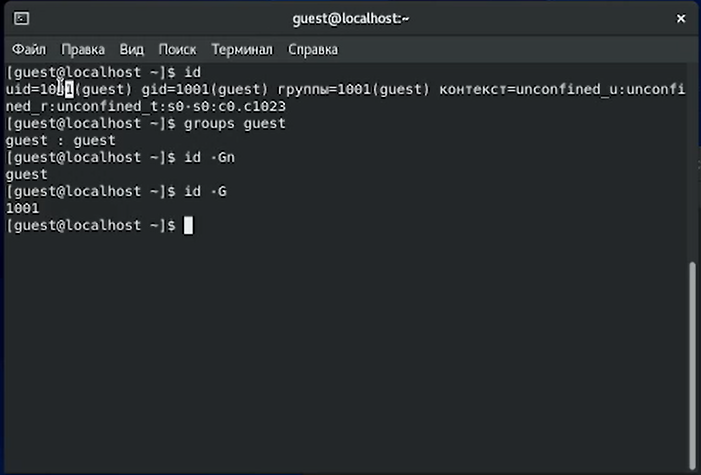 guest@localhost:~
Файл Правка Вид Поиск Терминал Справка
[guest@localhost ~]$ id
uid=1001(guest) gid=1001(guest) группы=1001(guest) контекст=unconfined_u:unconfi
ned_r:unconfined_t:s0-s0:c0.c1023
[guest@localhost ~]$ groups guest
guest : guest
[guest@localhost ~]$ id -Gn
guest
[guest@localhost ~]$ id -G
1001
[guest@localhost ~]$